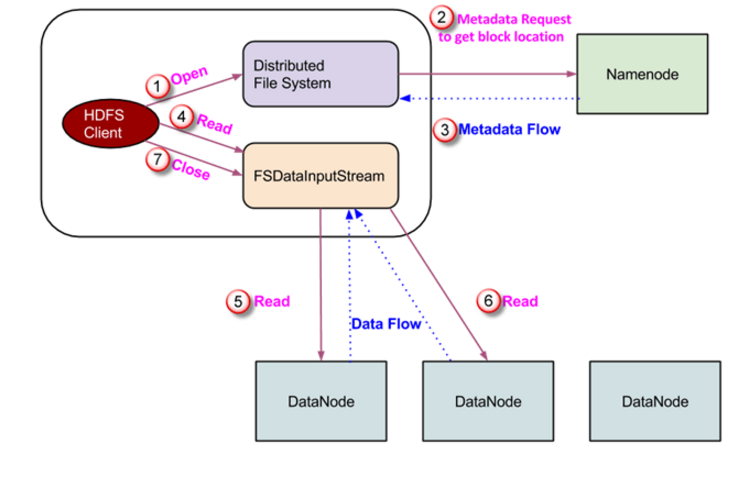 2 Metadata Request
to get block location
Distributed
File System
Namenode
1 Open
HDFS
Client
4 Read
3 Metadata Flow
7 Close
FSDataInputStream
5 Read
6 Read
Data Flow
DataNode
DataNode
DataNode